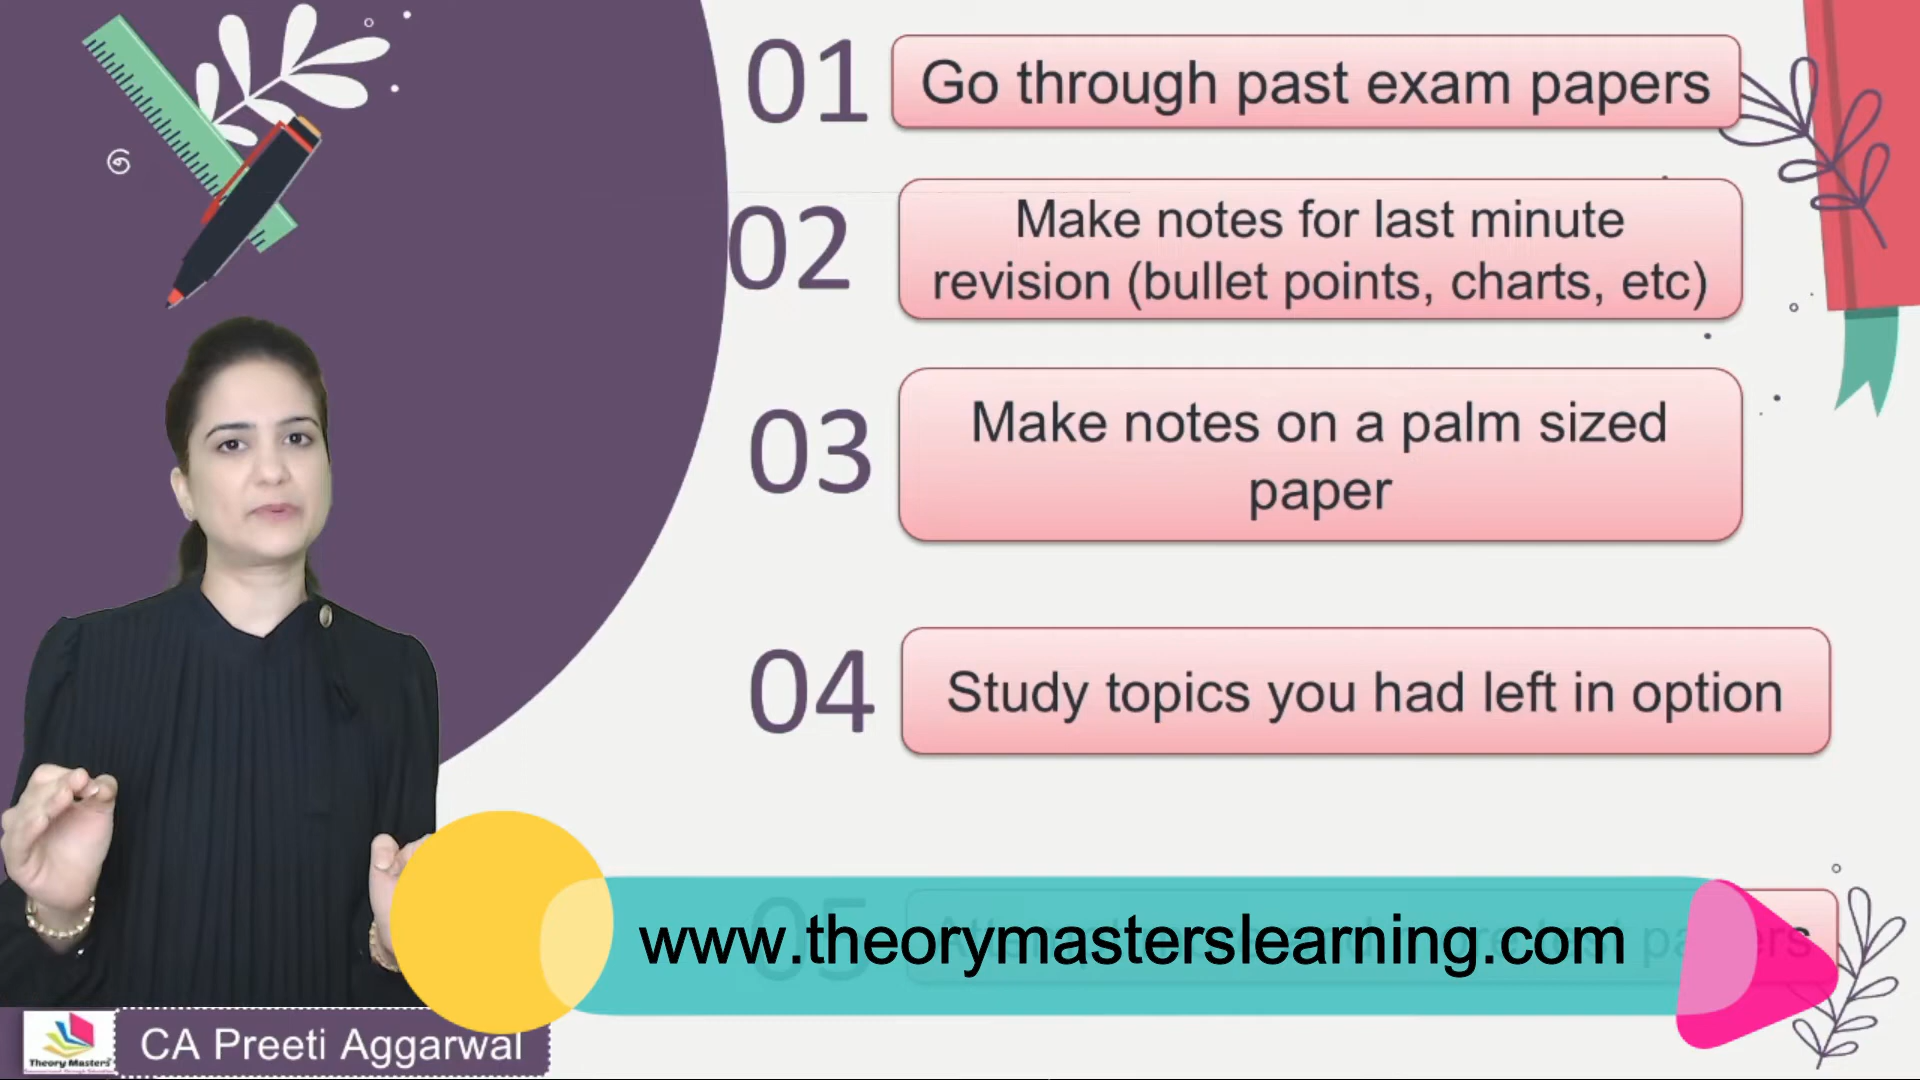 01
Go through past exam papers
02
Make notes for last minute
revision (bullet points, charts, etc)
03
Make notes on a palm sized
paper
04
Study topics you had left in option
05
www.theorymasterslearning.com
Theory Masters
CA Preeti Aggarwal